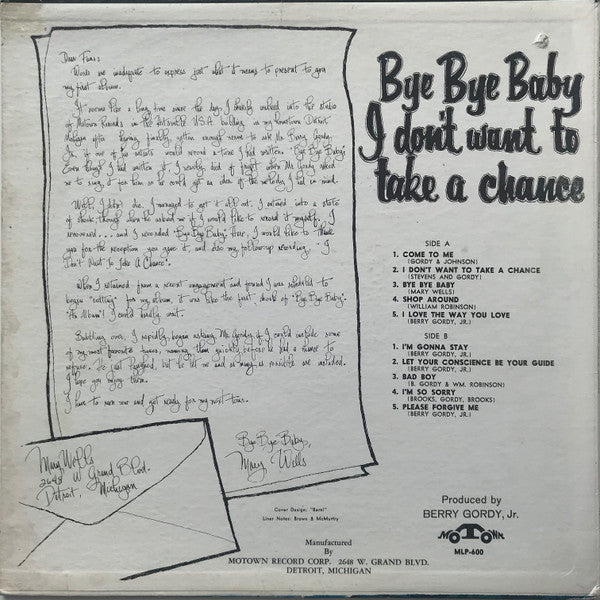 Dear Fans:
Words are inadequate to express just what it means to present to you
my first album.
It seems like a long time since the day I shakily walked into the studio
of Motown Records in the Hitsville U.S.A. building, in my hometown Detroit
Michigan after having finally gotten enough nerve to ask Mr. Berry Gordy,
Jr. if one of his artists would record a tune I had written "Bye Bye Baby".
Even though I had written it, I nearly died of fright when Mr. Gordy asked
me to sing it for him so he could get an idea of the melody I had in mind.
Well, I didn't die, I managed to get it all out. I entered into a state
of shock, though, when he asked me if I would like to record it myself. I
recovered... and I recorded "Bye Bye Baby". Here, I would like to thank
you for the reception you gave it, and also my follow-up recording, "I
Don't Want To Take A Chance".
When I returned from a recent engagement and found I was scheduled to
begin "cutting" for my album, it was like the first shock of "Bye Bye Baby".
"An Album"! I could hardly wait.
Bubbling over, I rapidly began asking Mr. Gordy if I could include some
of my most favorite tunes, naming them quickly before he had a chance to
refuse. He just laughed, but he let me and so many as possible are included.
I hope you enjoy them.
I have to run now and get ready for my next tour.
Bye Bye Baby,
Mary Wells
Mary Wells
2648 W Grand Blvd.
Detroit, Michigan
Bye Bye Baby
I don't want to
take a chance
SIDE A
1. COME TO ME
(GORDY & JOHNSON)
2. I DON'T WANT TO TAKE A CHANCE
(STEVENS AND GORDY)
3. BYE BYE BABY
(MARY WELLS)
4. SHOP AROUND
(WILLIAM ROBINSON)
5. I LOVE THE WAY YOU LOVE
(BERRY GORDY, JR.)
SIDE B
1. I'M GONNA STAY
(BERRY GORDY, JR.)
2. LET YOUR CONSCIENCE BE YOUR GUIDE
(BERRY GORDY, JR.)
3. BAD BOY
(B. GORDY & WM. ROBINSON)
4. I'M SO SORRY
(BROOKS, GORDY, BROOKS)
5. PLEASE FORGIVE ME
(BERRY GORDY, JR.)
Cover Design: "Barni"
Liner Notes: Brown & McMurtry
Manufactured
By
MOTOWN RECORD CORP. 2648 W. GRAND BLVD.
DETROIT, MICHIGAN
Produced by
BERRY GORDY, Jr.
MOTOWN
MLP-600